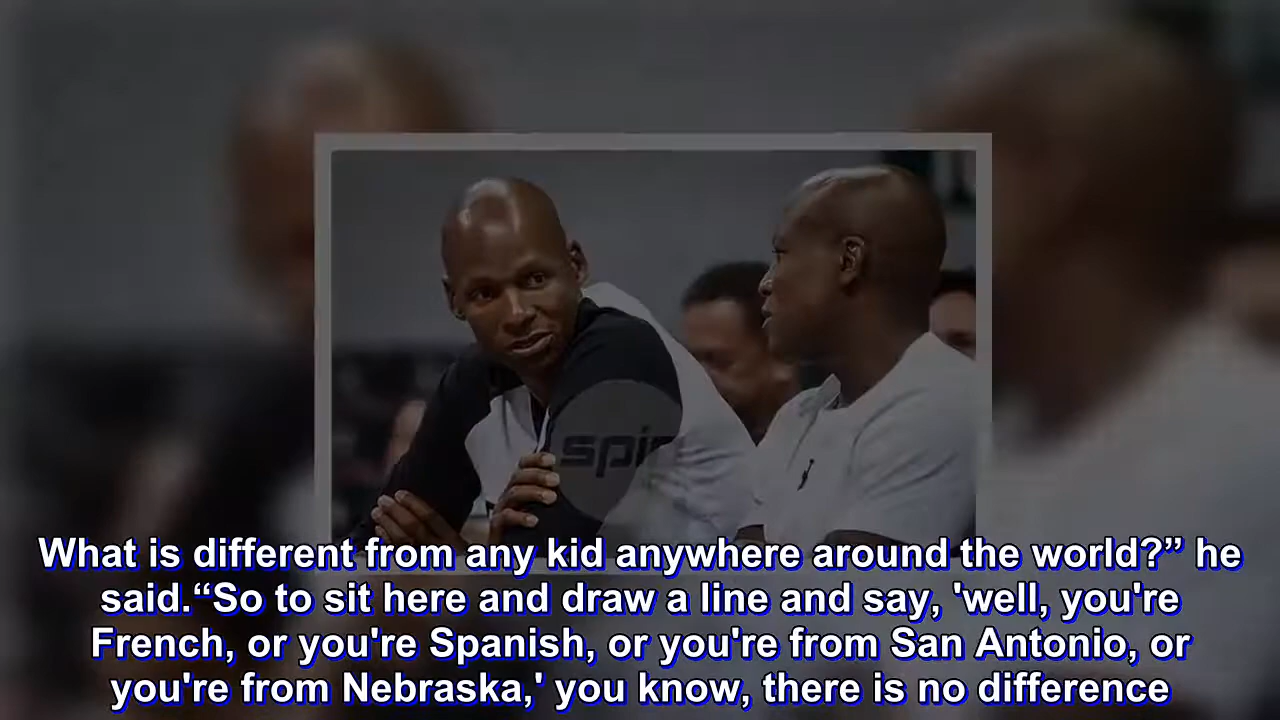 spin
What is different from any kid anywhere around the world?” he
said.“So to sit here and draw a line and say, 'well, you're
French, or you're Spanish, or you're from San Antonio, or
you're from Nebraska,' you know, there is no difference